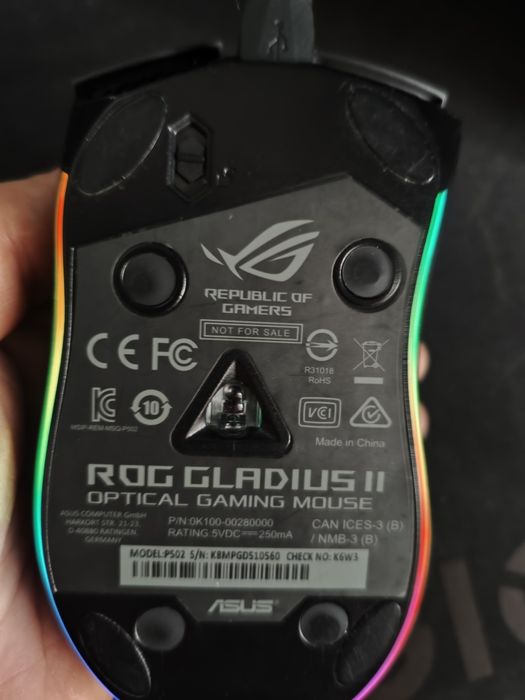 REPUBLIC OF
GAMERS
NOT FOR SALE
CE FC
R31018
RoHS
10
MSIP-REM-MSQ-P502
VCI
Made in China
ROG GLADIUS II
OPTICAL GAMING MOUSE
ASUS COMPUTER GmbH
HARKORT STR. 21-23,
D-40880 RATINGEN,
GERMANY
P/N:0K100-00280000
RATING:5VDC⎓250mA
CAN ICES-3 (B)
/ NMB-3 (B)
MODEL:P502 S/N: KBMPGDS10560 CHECK NO: K6W3
ASUS